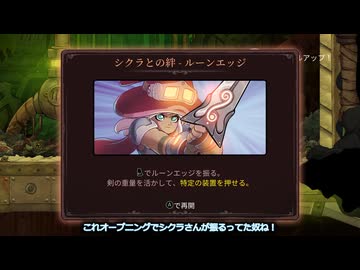 ルアップ！
シクラとの絆 - ルーンエッジ
でルーンエッジを振る。
剣の重量を活かして、特定の装置を押せる。
Ⓐで再開
これオープニングでシクラさんが振るってた奴ね！